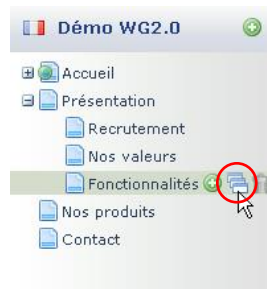 Démo WG2.0
Accueil
Présentation
Recrutement
Nos valeurs
Fonctionnalités
Nos produits
Contact